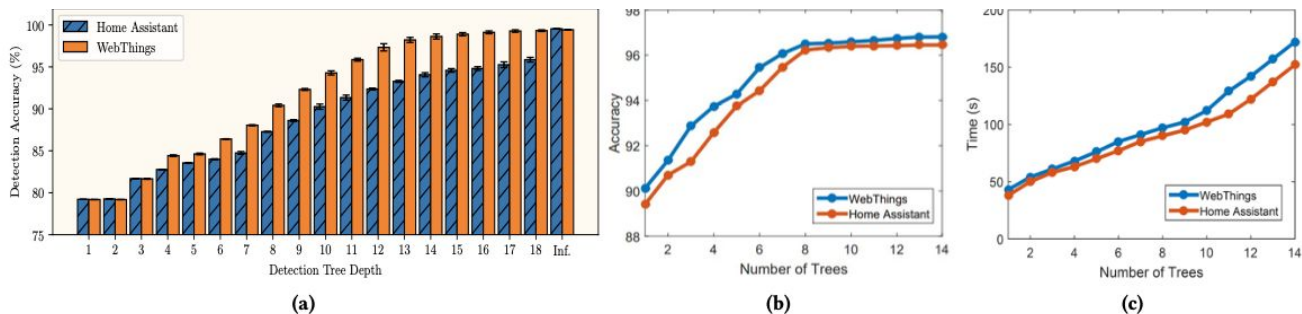 Detection Accuracy (%)
100
95
90
85
80
75
Home Assistant
WebThings
1 2 3 4 5 6 7 8 9 10 11 12 13 14 15 16 17 18 Inf.
Detection Tree Depth
(a)
Accuracy
98
96
94
92
90
88
WebThings
Home Assistant
2 4 6 8 10 12 14
Number of Trees
(b)
Time (s)
200
150
100
50
0
WebThings
Home Assistant
2 4 6 8 10 12 14
Number of Trees
(c)